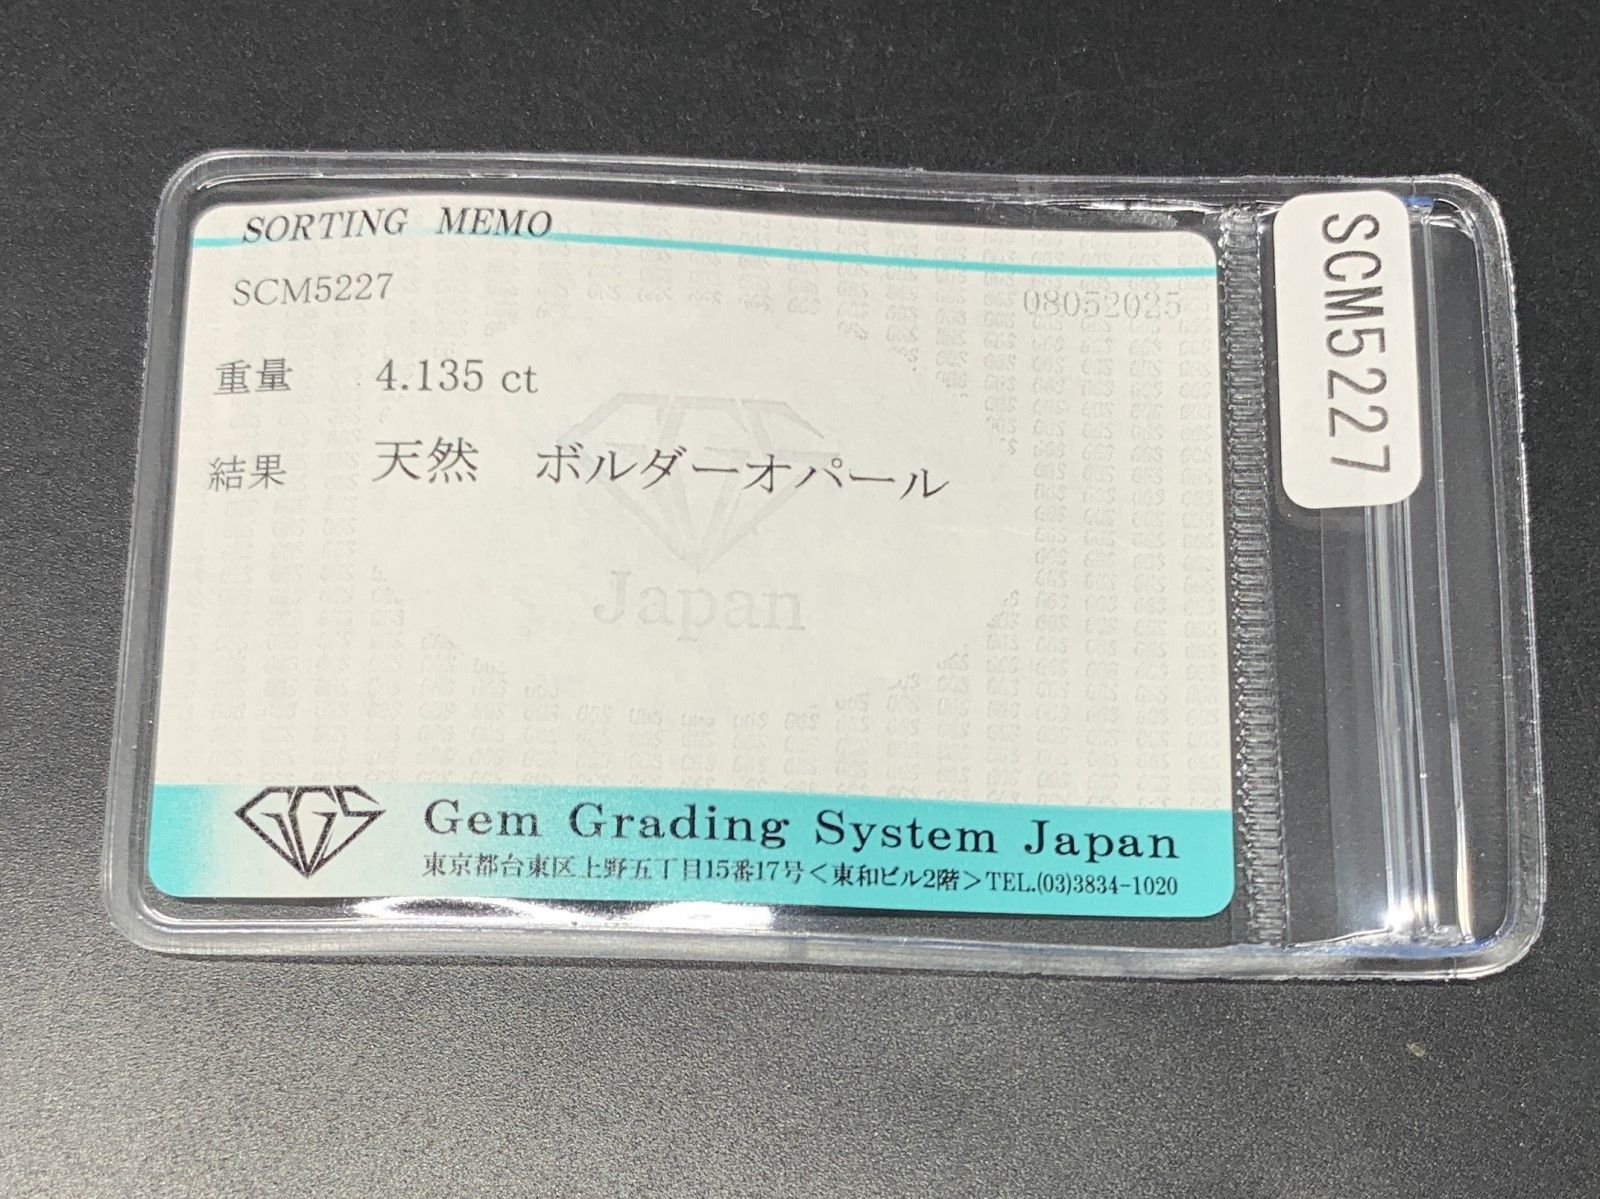 SORTING MEMO
SCM5227
08052025
重量 4.135 ct
結果 天然 ボルダーオパール
Japan
GGS
Gem Grading System Japan
東京都台東区上野五丁目15番17号<東和ビル2階>TEL.(03)3834-1020
SCM5227